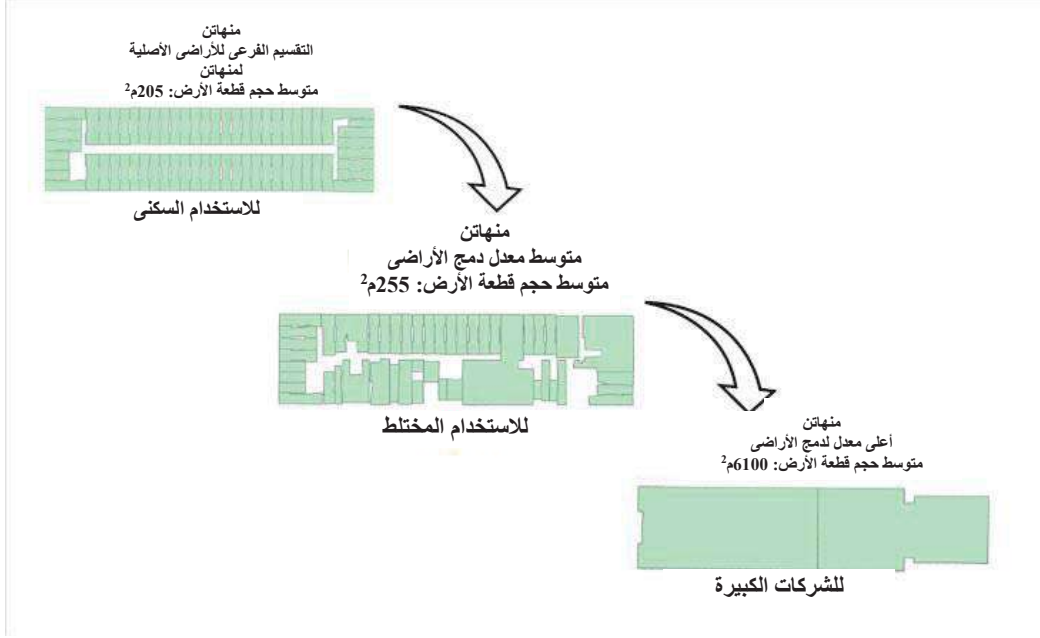 منهاتن
التقسيم الفرعى للأراضى الأصلية
لمنهاتن
متوسط حجم قطعة الأرض: 205م²
للاستخدام السكنى
منهاتن
متوسط معدل دمج الأراضى
متوسط حجم قطعة الأرض: 255م²
للاستخدام المختلط
منهاتن
أعلى معدل لدمج الأراضى
متوسط حجم قطعة الأرض: 6100م²
للشركات الكبيرة